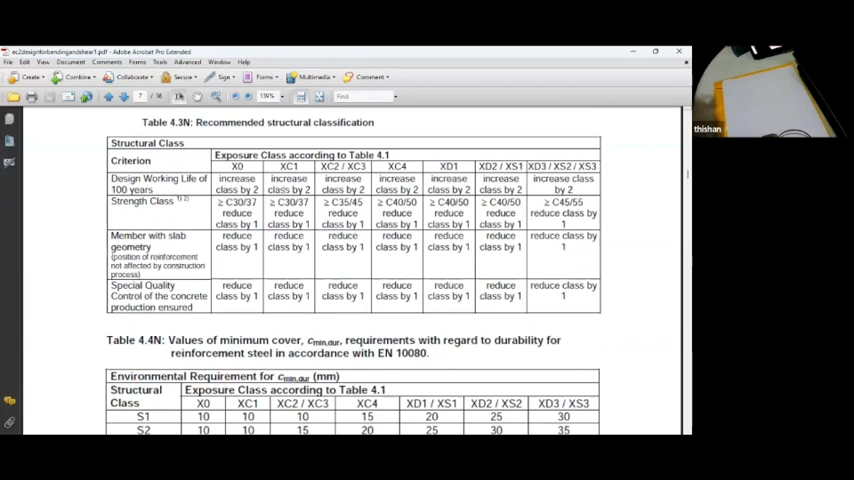 ec2designforbendingandshear1.pdf - Adobe Acrobat Pro Extended
File Edit View Document Comments Forms Tools Advanced Window Help
Create Combine Collaborate Secure Sign Forms Multimedia Comment
7 / 36 139% Find
thishan
Table 4.3N: Recommended structural classification
Structural Class
Criterion Exposure Class according to Table 4.1
X0 XC1 XC2 / XC3 XC4 XD1 XD2 / XS1 XD3 / XS2 / XS3
Design Working Life of increase increase increase increase increase increase increase class
100 years class by 2 class by 2 class by 2 class by 2 class by 2 class by 2 by 2
Strength Class 1) 2) ≥ C30/37 ≥ C30/37 ≥ C35/45 ≥ C40/50 ≥ C40/50 ≥ C40/50 ≥ C45/55
reduce reduce reduce reduce reduce reduce reduce class by
class by 1 class by 1 class by 1 class by 1 class by 1 class by 1 1
Member with slab reduce reduce reduce reduce reduce reduce reduce class by
geometry class by 1 class by 1 class by 1 class by 1 class by 1 class by 1 1
(position of reinforcement
not affected by construction
process)
Special Quality reduce reduce reduce reduce reduce reduce reduce class by
Control of the concrete class by 1 class by 1 class by 1 class by 1 class by 1 class by 1 1
production ensured
Table 4.4N: Values of minimum cover, cmin,dur, requirements with regard to durability for
reinforcement steel in accordance with EN 10080.
Environmental Requirement for cmin,dur (mm)
Structural Exposure Class according to Table 4.1
Class X0 XC1 XC2 / XC3 XC4 XD1 / XS1 XD2 / XS2 XD3 / XS3
S1 10 10 10 15 20 25 30
S2 10 10 15 20 25 30 35